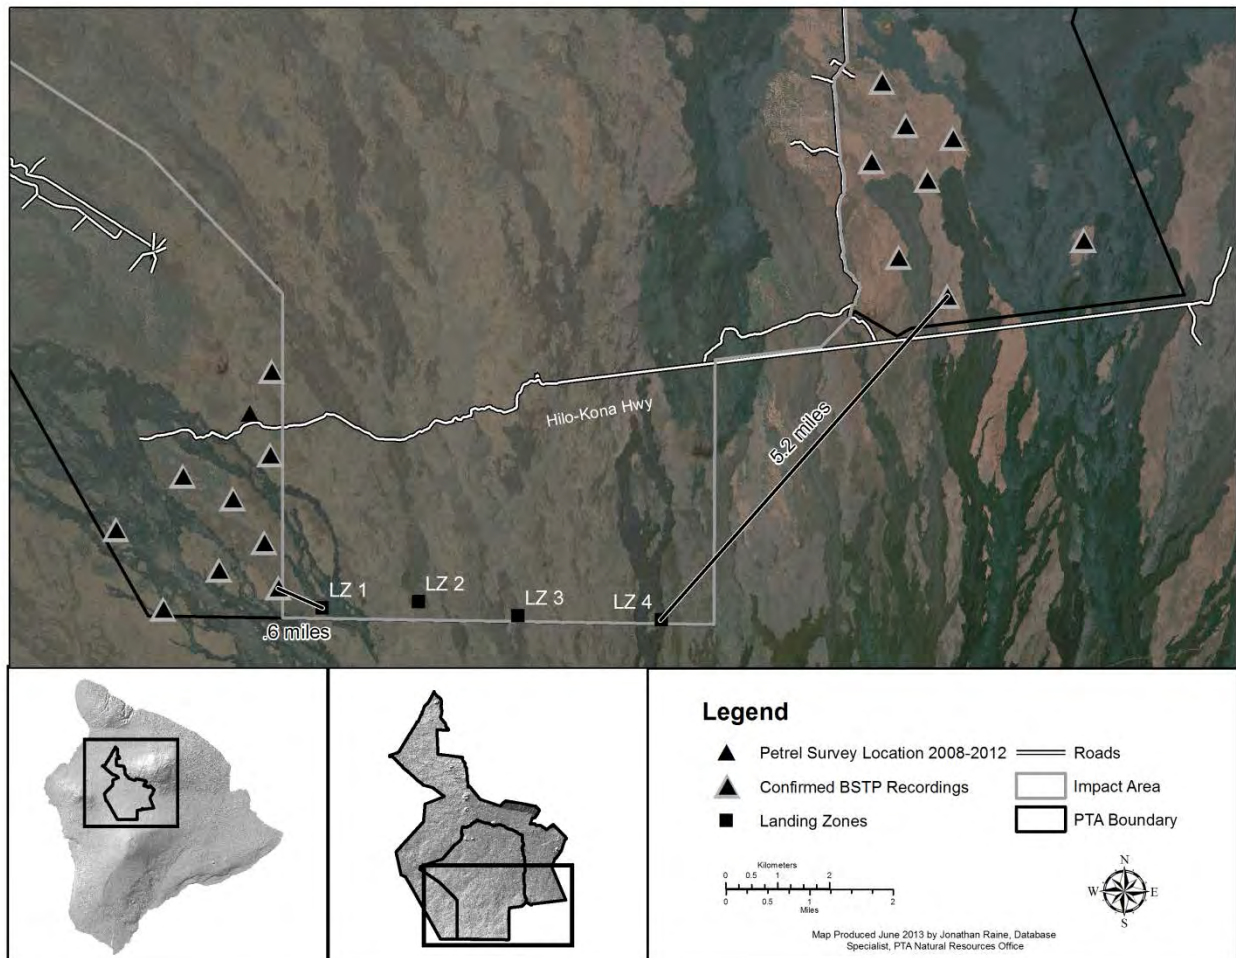 Hilo-Kona Hwy
5.2 miles
LZ 1
LZ 2
LZ 3
LZ 4
.6 miles
Legend
Petrel Survey Location 2008-2012
Roads
Confirmed BSTP Recordings
Impact Area
Landing Zones
PTA Boundary
Kilometers
0 0.5 1 2
0 0.5 1 2
Miles
N
W E
S
Map Produced June 2013 by Jonathan Raine, Database
Specialist, PTA Natural Resources Office